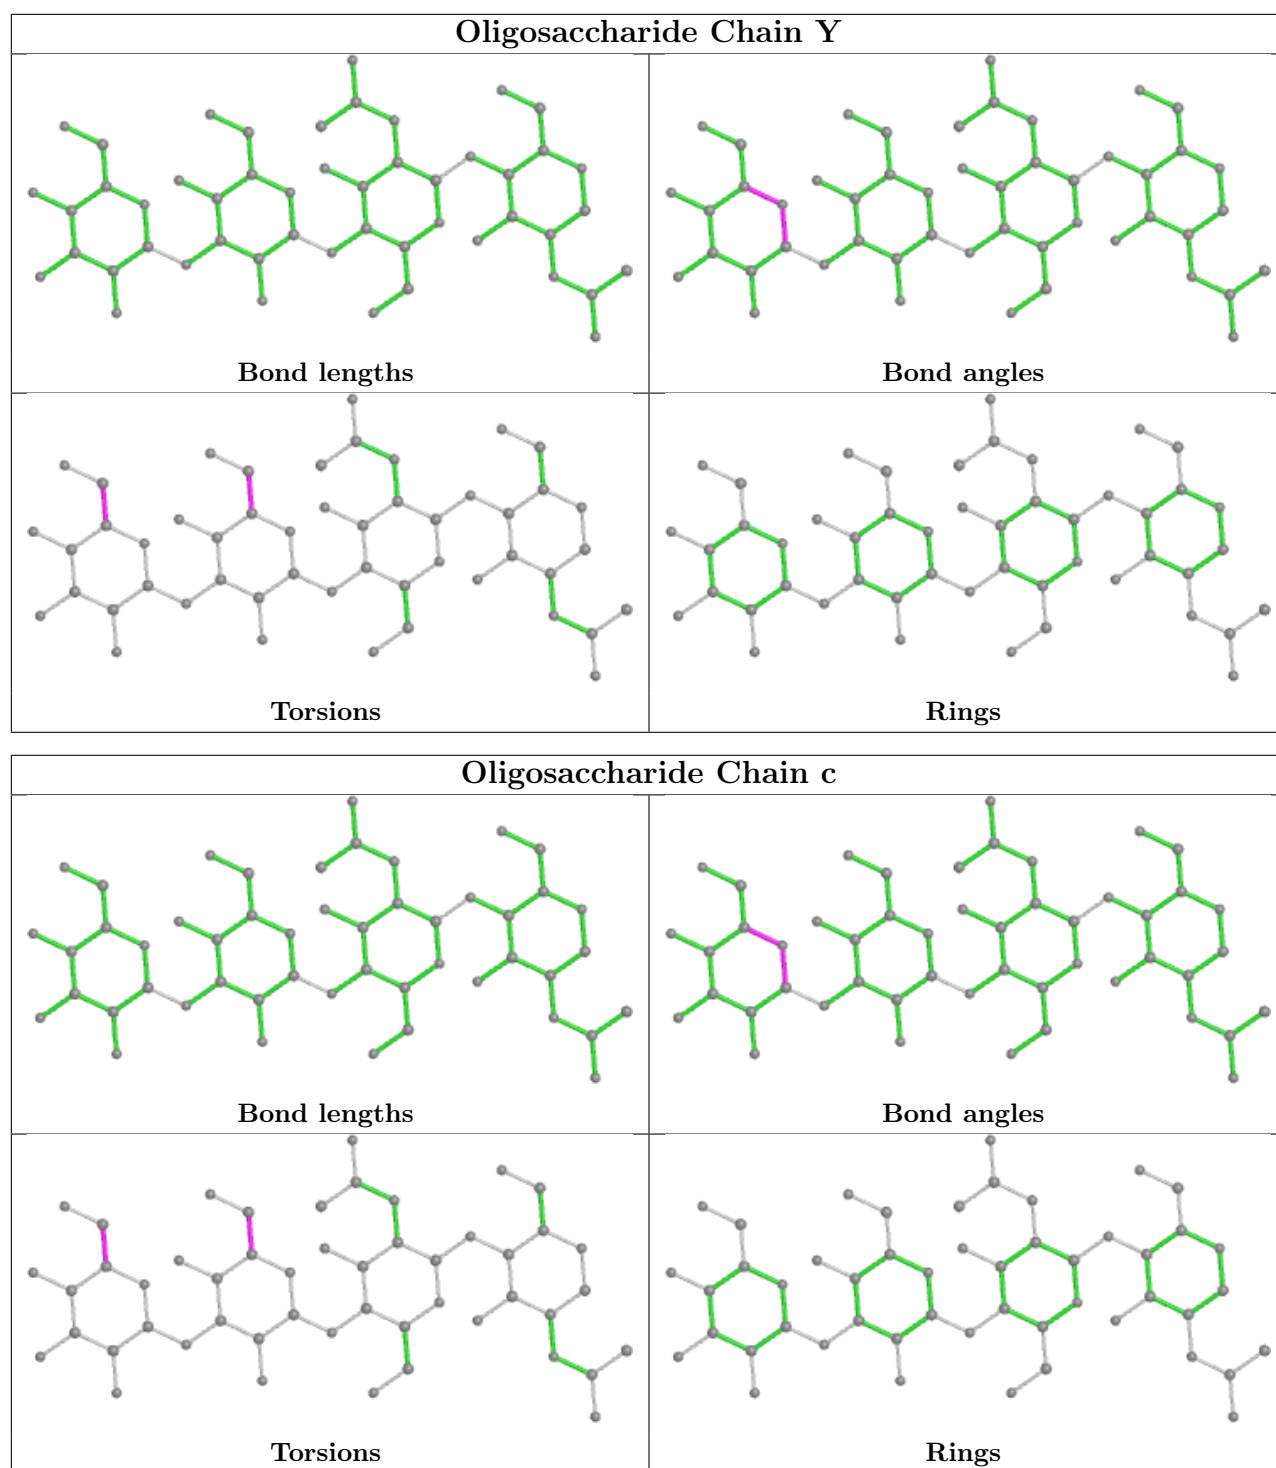 Oligosaccharide Chain Y
Bond lengths
Bond angles
Torsions
Rings
Oligosaccharide Chain c
Bond lengths
Bond angles
Torsions
Rings